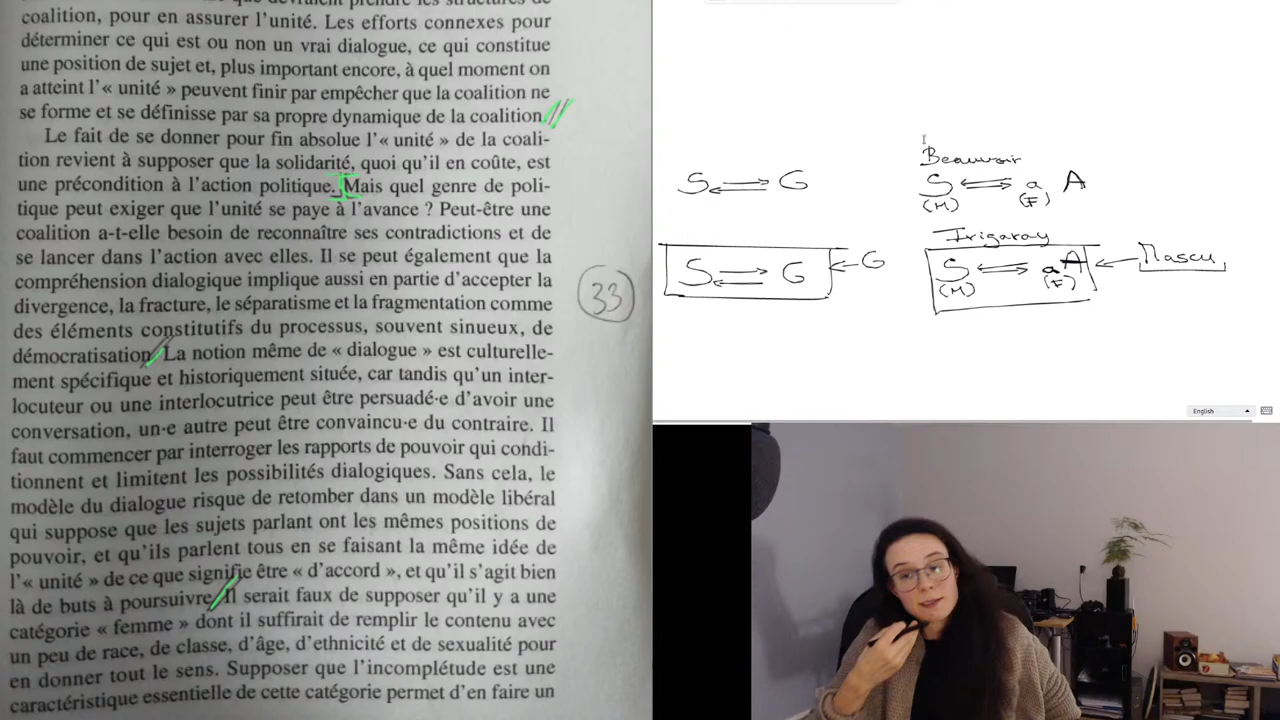 coalition, pour en assurer l'unité. Les efforts connexes pour
déterminer ce qui est ou non un vrai dialogue, ce qui constitue
une position de sujet et, plus important encore, à quel moment on
a atteint l'« unité » peuvent finir par empêcher que la coalition ne
se forme et se définisse par sa propre dynamique de la coalition.
Le fait de se donner pour fin absolue l'« unité » de la coali-
tion revient à supposer que la solidarité, quoi qu'il en coûte, est
une précondition à l'action politique. Mais quel genre de poli-
tique peut exiger que l'unité se paye à l'avance ? Peut-être une
coalition a-t-elle besoin de reconnaître ses contradictions et de
se lancer dans l'action avec elles. Il se peut également que la
compréhension dialogique implique aussi en partie d'accepter la
divergence, la fracture, le séparatisme et la fragmentation comme
des éléments constitutifs du processus, souvent sinueux, de
démocratisation. La notion même de « dialogue » est culturelle-
ment spécifique et historiquement située, car tandis qu'un inter-
locuteur ou une interlocutrice peut être persuadé·e d'avoir une
conversation, un·e autre peut être convaincu·e du contraire. Il
faut commencer par interroger les rapports de pouvoir qui condi-
tionnent et limitent les possibilités dialogiques. Sans cela, le
modèle du dialogue risque de retomber dans un modèle libéral
qui suppose que les sujets parlant ont les mêmes positions de
pouvoir, et qu'ils parlent tous en se faisant la même idée de
l'« unité » de ce que signifie être « d'accord », et qu'il s'agit bien
là de buts à poursuivre. Il serait faux de supposer qu'il y a une
catégorie « femme » dont il suffirait de remplir le contenu avec
un peu de race, de classe, d'âge, d'ethnicité et de sexualité pour
en donner tout le sens. Supposer que l'incomplétude est une
caractéristique essentielle de cette catégorie permet d'en faire un
33
S G
S G G
Beauvoir
S a A
(M) (F)
Irigaray
S a A Mascu
(M) (F)
English